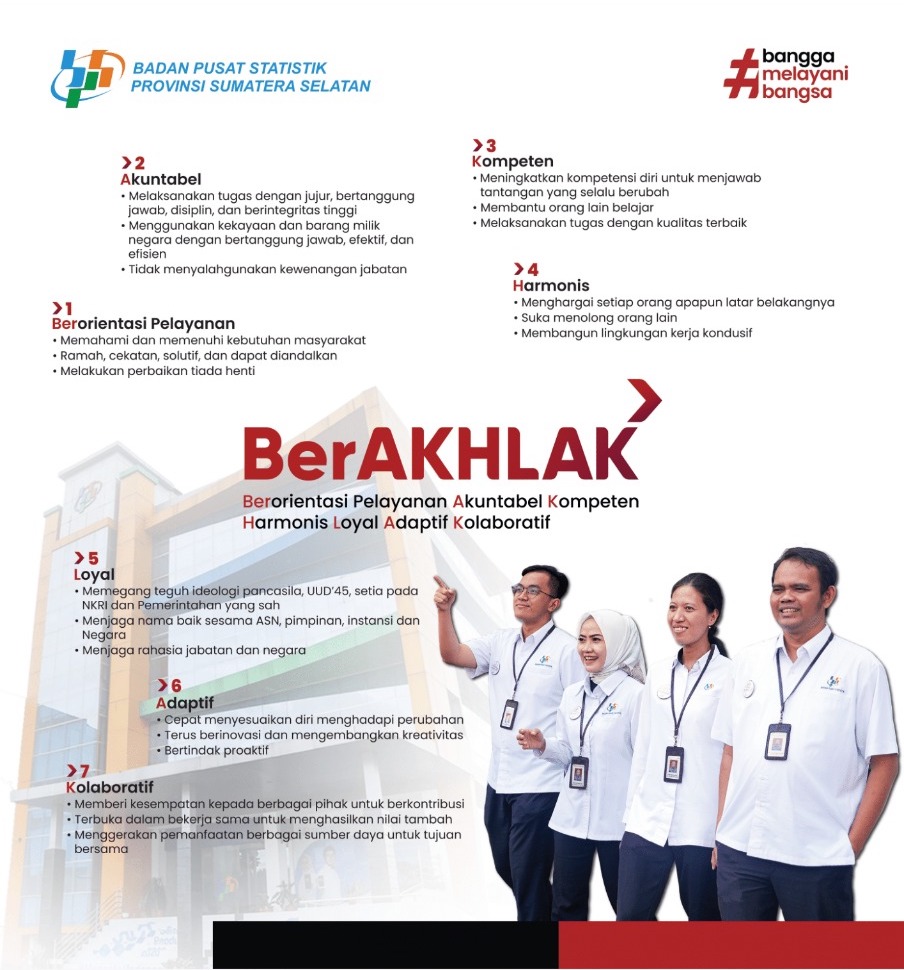 BADAN PUSAT STATISTIK
PROVINSI SUMATERA SELATAN
#bangga
melayani
bangsa
1
Berorientasi Pelayanan
• Memahami dan memenuhi kebutuhan masyarakat
• Ramah, cekatan, solutif, dan dapat diandalkan
• Melakukan perbaikan tiada henti
2
Akuntabel
• Melaksanakan tugas dengan jujur, bertanggung
jawab, disiplin, dan berintegritas tinggi
• Menggunakan kekayaan dan barang milik
negara dengan bertanggung jawab, efektif, dan
efisien
• Tidak menyalahgunakan kewenangan jabatan
3
Kompeten
• Meningkatkan kompetensi diri untuk menjawab
tantangan yang selalu berubah
• Membantu orang lain belajar
• Melaksanakan tugas dengan kualitas terbaik
4
Harmonis
• Menghargai setiap orang apapun latar belakangnya
• Suka menolong orang lain
• Membangun lingkungan kerja kondusif
BerAKHLAK
Berorientasi Pelayanan Akuntabel Kompeten
Harmonis Loyal Adaptif Kolaboratif
5
Loyal
• Memegang teguh ideologi pancasila, UUD'45, setia pada
NKRI dan Pemerintahan yang sah
• Menjaga nama baik sesama ASN, pimpinan, instansi dan
Negara
• Menjaga rahasia jabatan dan negara
6
Adaptif
• Cepat menyesuaikan diri menghadapi perubahan
• Terus berinovasi dan mengembangkan kreativitas
• Bertindak proaktif
7
Kolaboratif
• Memberi kesempatan kepada berbagai pihak untuk berkontribusi
• Terbuka dalam bekerja sama untuk menghasilkan nilai tambah
• Menggerakan pemanfaatan berbagai sumber daya untuk tujuan
bersama